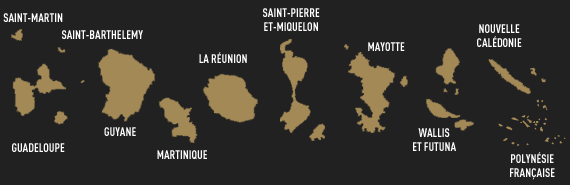 SAINT-MARTIN
SAINT-BARTHELEMY
GUADELOUPE
GUYANE
MARTINIQUE
LA RÉUNION
SAINT-PIERRE
ET-MIQUELON
MAYOTTE
WALLIS
ET FUTUNA
NOUVELLE
CALÉDONIE
POLYNÉSIE
FRANÇAISE